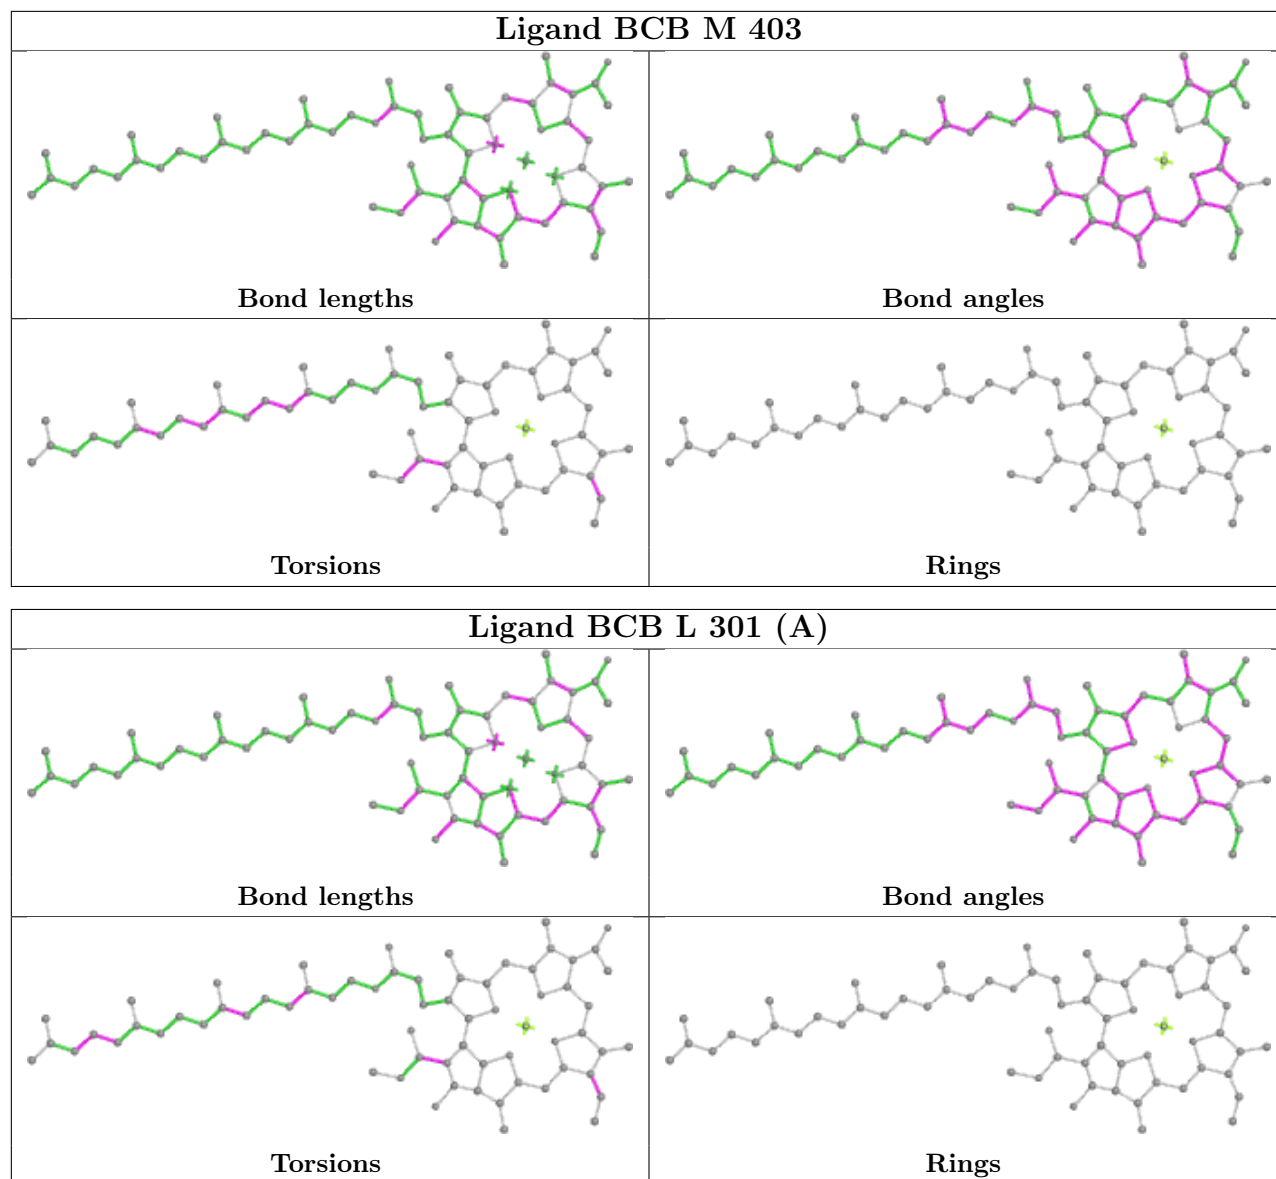 Ligand BCB M 403
Bond lengths
Bond angles
Torsions
Rings
Ligand BCB L 301 (A)
Bond lengths
Bond angles
Torsions
Rings